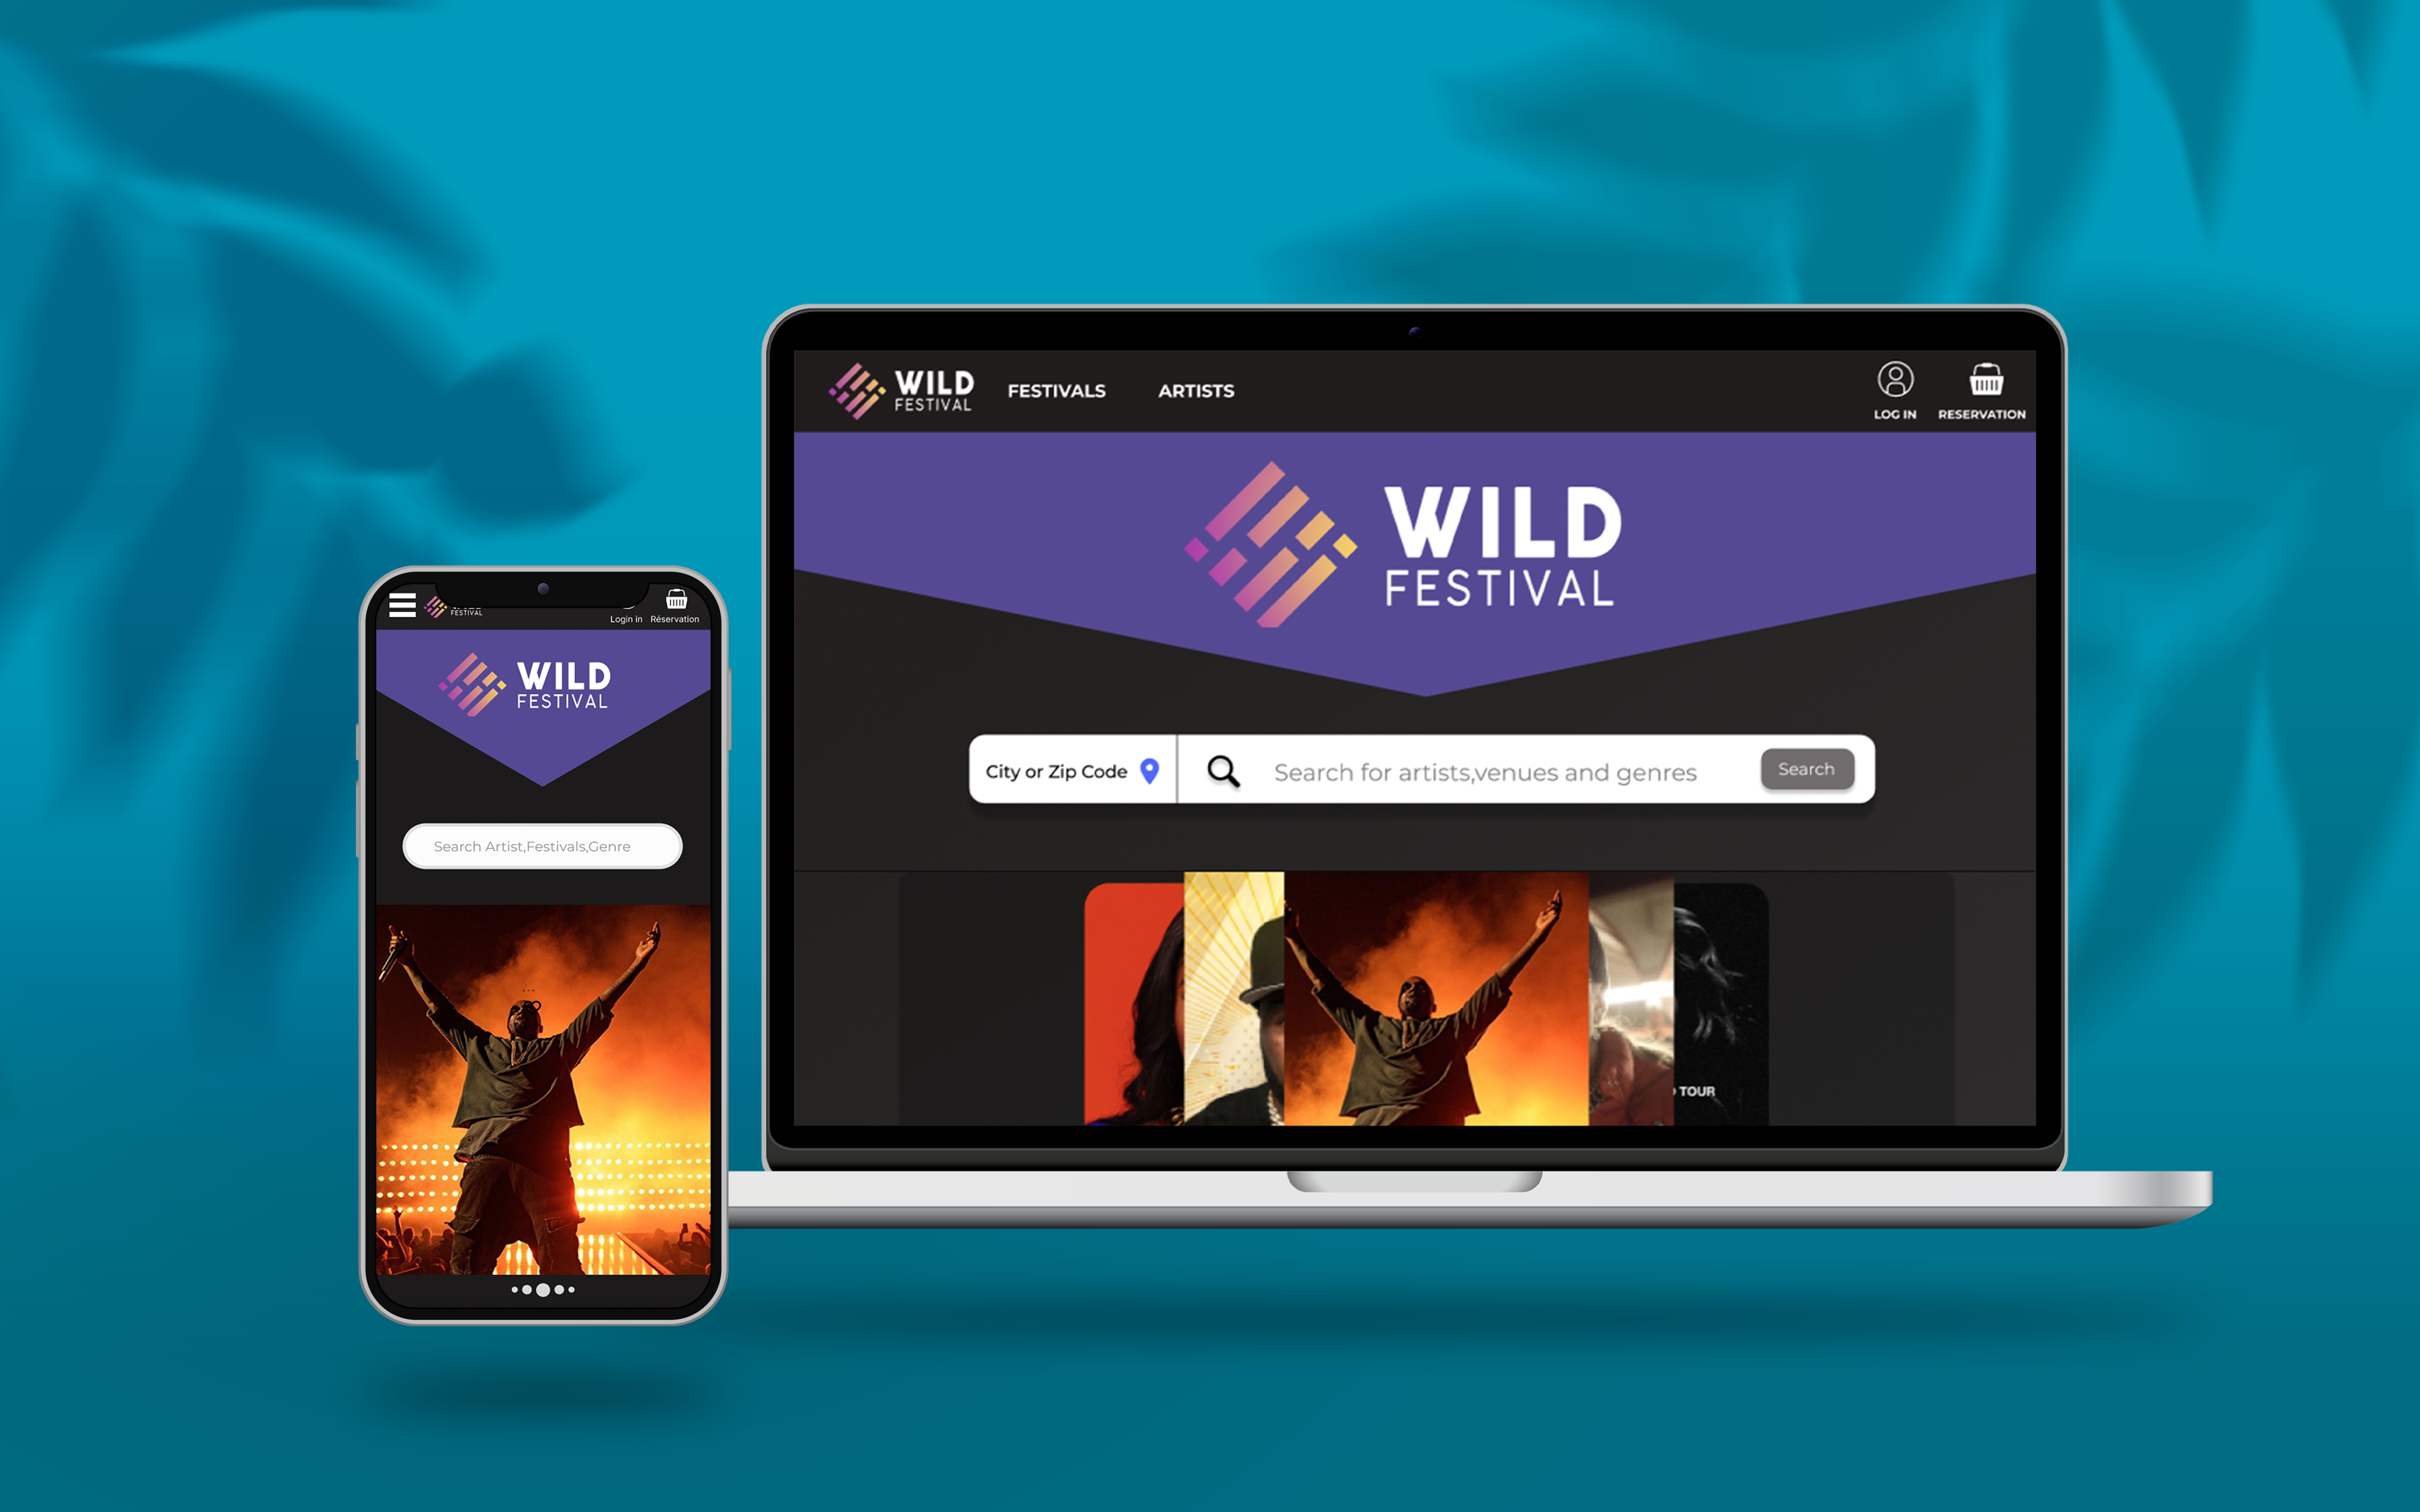 WILD
FESTIVAL
FESTIVALS
ARTISTS
LOG IN
RESERVATION
WILD
FESTIVAL
City or Zip Code
Search for artists,venues and genres
Search
TOUR
FESTIVAL
Login in
Réservation
WILD
FESTIVAL
Search Artist,Festivals,Genre